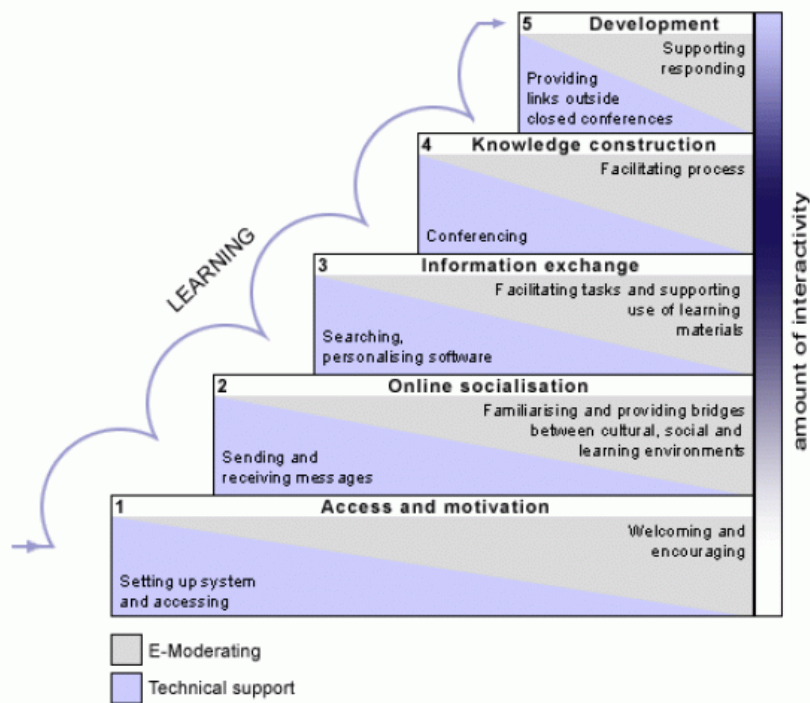 5 Development
Supporting
responding
Providing
links outside
closed conferences
4 Knowledge construction
Facilitating process
Conferencing
LEARNING
3 Information exchange
Facilitating tasks and supporting
use of learning
materials
Searching,
personalising software
2 Online socialisation
Familiarising and providing bridges
between cultural, social and
learning environments
Sending and
receiving messages
1 Access and motivation
Welcoming and
encouraging
Setting up system
and accessing
amount of interactivity
E-Moderating
Technical support